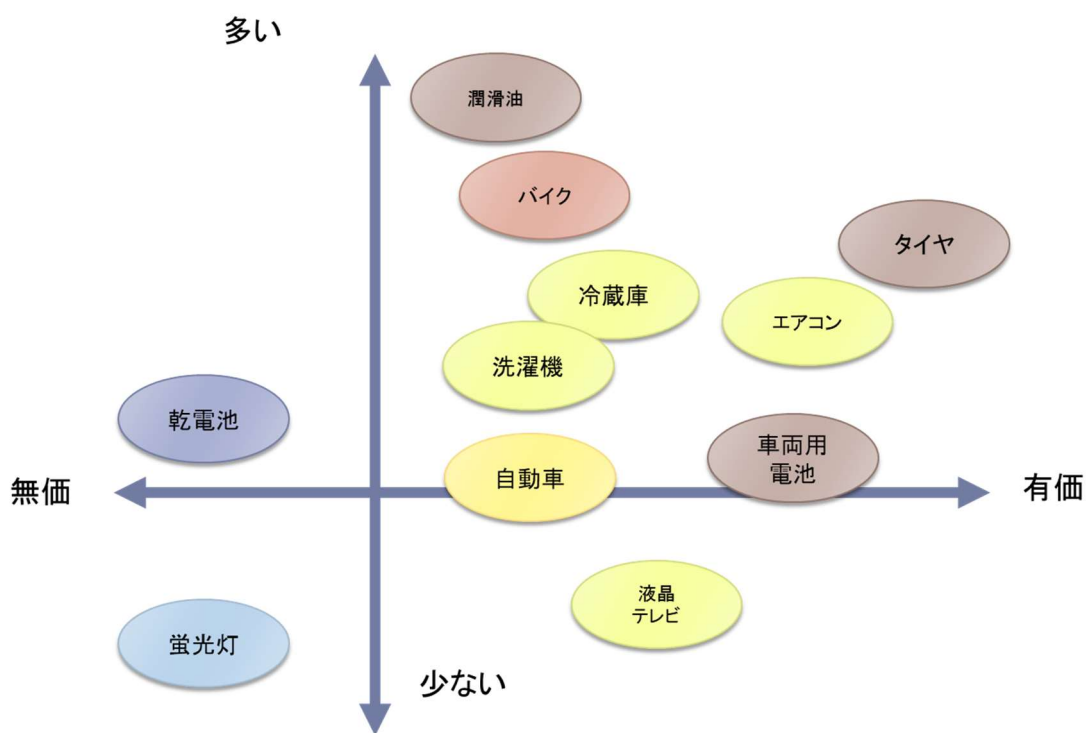 多い
潤滑油
バイク
タイヤ
冷蔵庫
エアコン
洗濯機
乾電池
車両用
電池
自動車
無価
有価
液晶
テレビ
蛍光灯
少ない